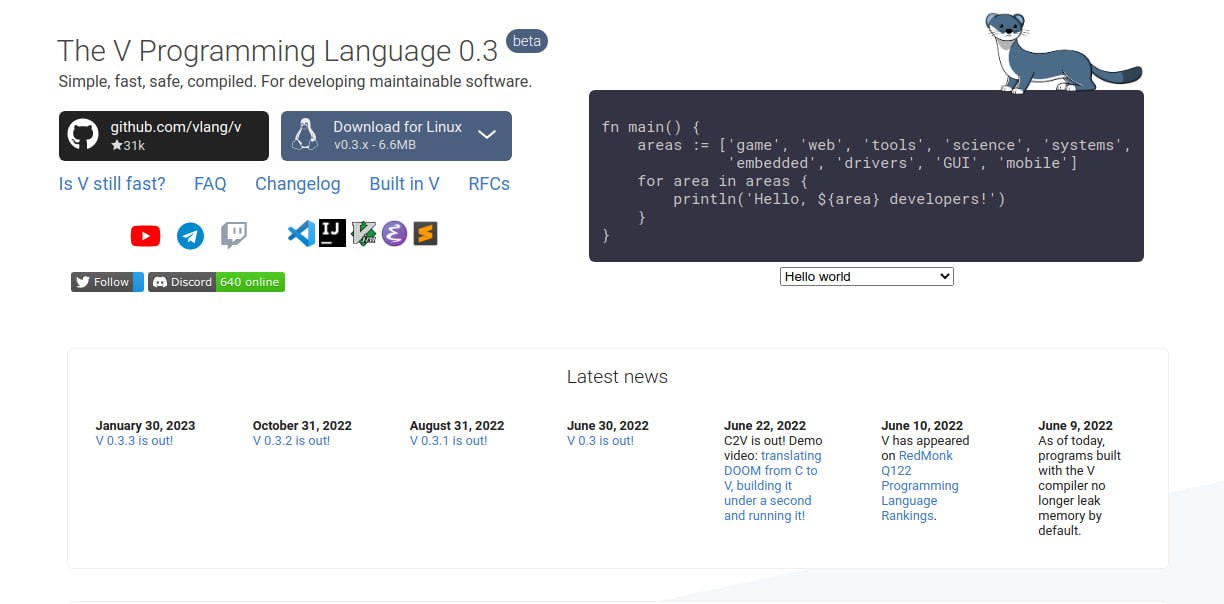 The V Programming Language 0.3 beta
Simple, fast, safe, compiled. For developing maintainable software.
github.com/vlang/v
★31k
Download for Linux
v0.3.x - 6.6MB
Is V still fast? FAQ Changelog Built in V RFCs
IJ
Follow Discord 640 online
fn main() {
    areas := ['game', 'web', 'tools', 'science', 'systems',
              'embedded', 'drivers', 'GUI', 'mobile']
    for area in areas {
        println('Hello, ${area} developers!')
    }
}
Hello world
Latest news
January 30, 2023
V 0.3.3 is out!
October 31, 2022
V 0.3.2 is out!
August 31, 2022
V 0.3.1 is out!
June 30, 2022
V 0.3 is out!
June 22, 2022
C2V is out! Demo
video: translating
DOOM from C to
V, building it
under a second
and running it!
June 10, 2022
V has appeared
on RedMonk
Q122
Programming
Language
Rankings.
June 9, 2022
As of today,
programs built
with the V
compiler no
longer leak
memory by
default.